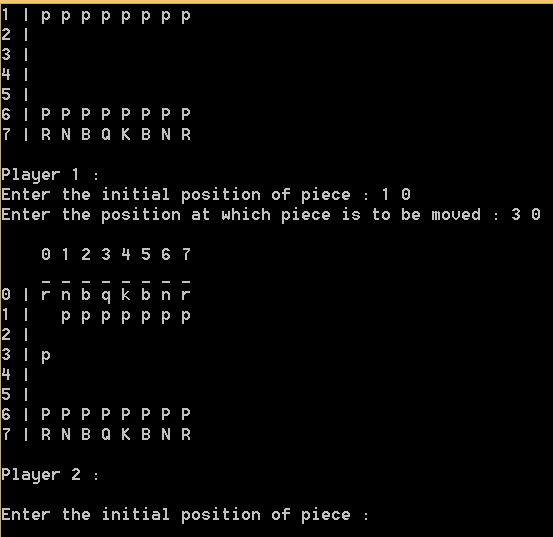 1 | p p p p p p p p
2 |
3 |
4 |
5 |
6 | P P P P P P P P
7 | R N B Q K B N R
Player 1 :
Enter the initial position of piece : 1 0
Enter the position at which piece is to be moved : 3 0
0 1 2 3 4 5 6 7
_ _ _ _ _ _ _ _
0 | r n b q k b n r
1 |   p p p p p p p
2 |
3 | p
4 |
5 |
6 | P P P P P P P P
7 | R N B Q K B N R
Player 2 :
Enter the initial position of piece :